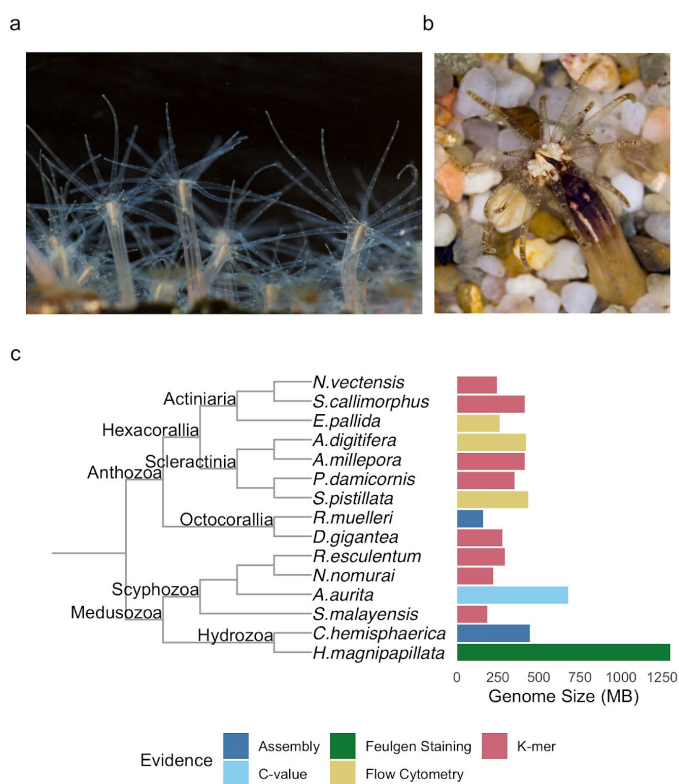 a
b
c
Actiniaria
Hexacorallia
Scleractinia
Anthozoa
Octocorallia
Scyphozoa
Medusozoa
Hydrozoa
N.vectensis
S.callimorphus
E.pallida
A.digitifera
A.millepora
P.damicornis
S.pistillata
R.muelleri
D.gigantea
R.esculentum
N.nomurai
A.aurita
S.malayensis
C.hemisphaerica
H.magnipapillata
0 250 500 750 1000 1250
Genome Size (MB)
Evidence
Assembly
Feulgen Staining
K-mer
C-value
Flow Cytometry